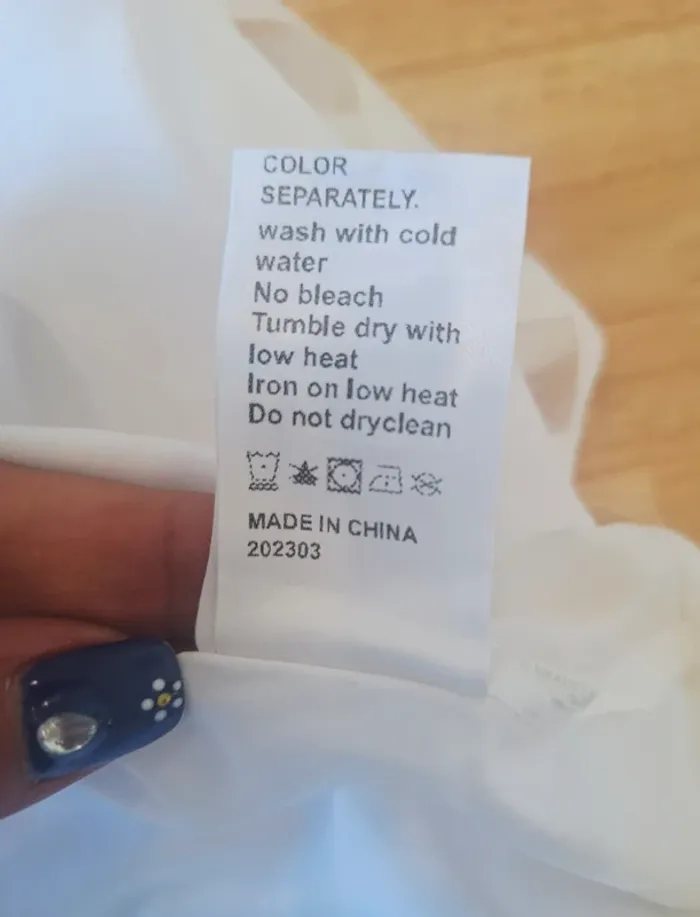 COLOR
SEPARATELY.
wash with cold
water
No bleach
Tumble dry with
low heat
Iron on low heat
Do not dryclean
MADE IN CHINA
202303